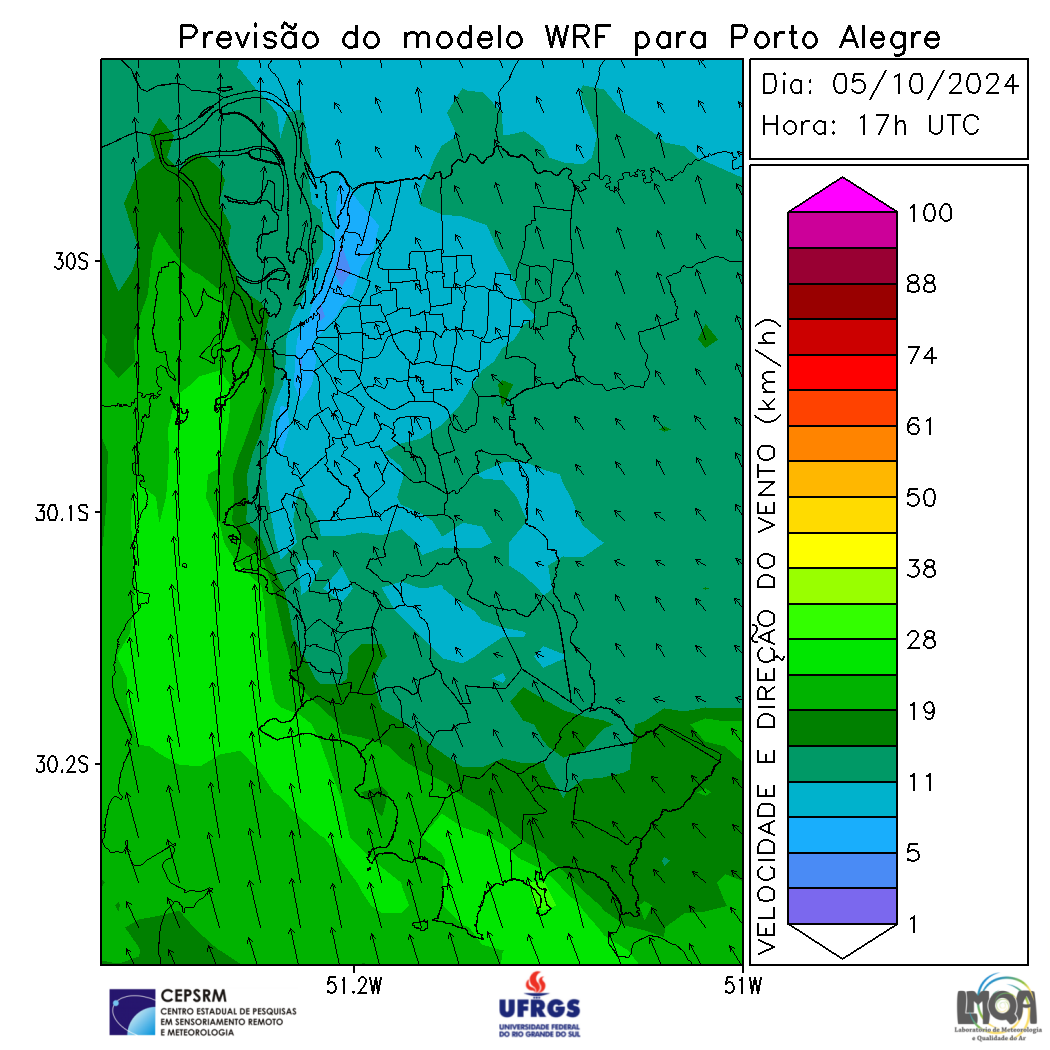 Previsão do modelo WRF para Porto Alegre
Dia: 05/10/2024
Hora: 17h UTC
30S
30.1S
30.2S
51.2W
51W
VELOCIDADE E DIREÇÃO DO VENTO (km/h)
100
88
74
61
50
38
28
19
11
5
1
CEPSRM
CENTRO ESTADUAL DE PESQUISAS
EM SENSORIAMENTO REMOTO
E METEOROLOGIA
UFRGS
UNIVERSIDADE FEDERAL
DO RIO GRANDE DO SUL
LMQA
Laboratório de Meteorologia
e Qualidade do Ar